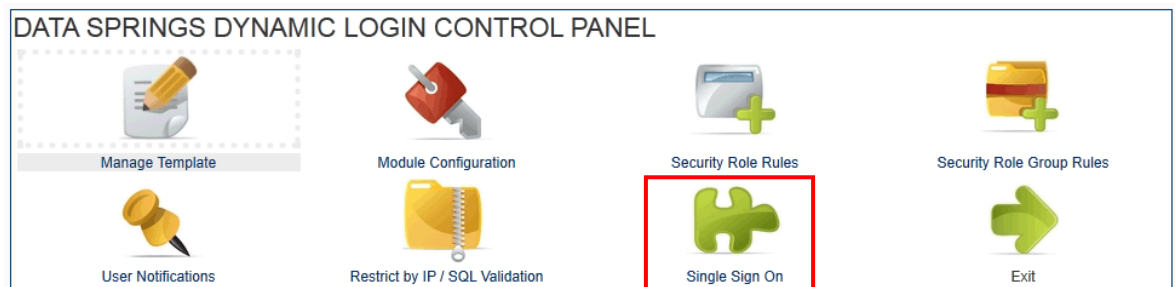 DATA SPRINGS DYNAMIC LOGIN CONTROL PANEL
Manage Template
Module Configuration
Security Role Rules
Security Role Group Rules
User Notifications
Restrict by IP / SQL Validation
Single Sign On
Exit